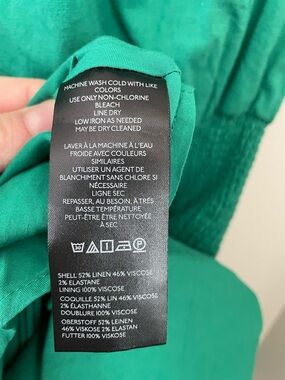 MACHINE WASH COLD WITH LIKE
COLORS
USE ONLY NON-CHLORINE
BLEACH
LINE DRY
LOW IRON AS NEEDED
MAY BE DRY CLEANED
LAVER À LA MACHINE À L'EAU
FROIDE AVEC COULEURS
SIMILAIRES
UTILISER UN AGENT DE
BLANCHIMENT SANS CHLORE SI
NÉCESSAIRE
LIGNE SEC
REPASSER, AU BESOIN, À TRÈS
BASSE TEMPÉRATURE
PEUT-ÊTRE ÊTRE NETTOYÉE
À SEC
SHELL 52% LINEN 46% VISCOSE
2% ELASTANE
LINING 100% VISCOSE
COQUILLE 52% LIN 46% VISCOSE
2% ÉLASTHANNE
DOUBLURE 100% VISCOSE
OBERSTOFF 52% LEINEN
46% VISKOSE 2% ELASTAN
FUTTER 100% VISKOSE